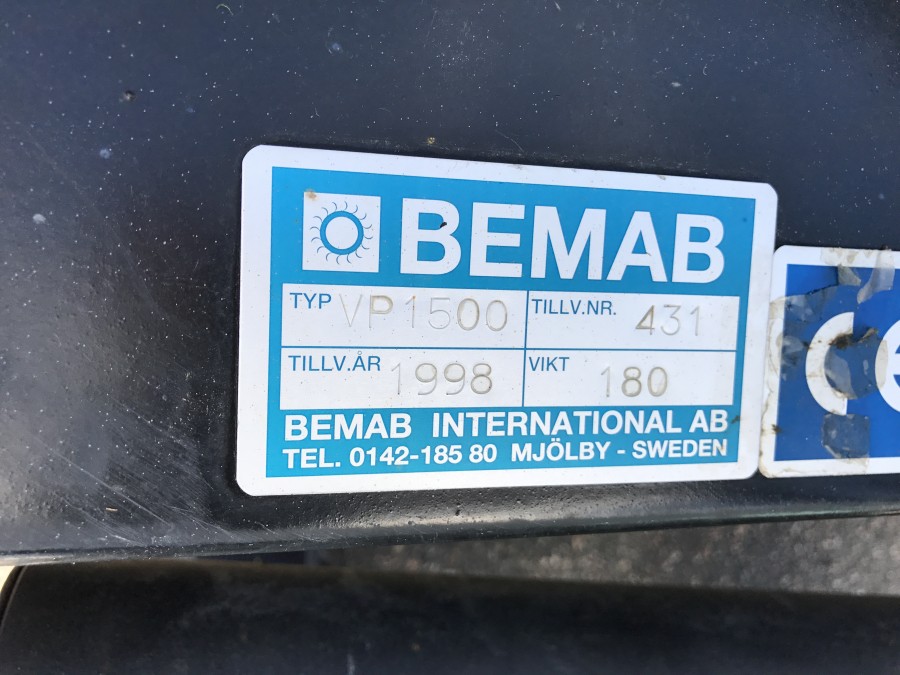 BEMAB
TYP VP1500 TILLV.NR. 431
TILLV.ÅR 1998 VIKT 180
BEMAB INTERNATIONAL AB
TEL. 0142-185 80 MJÖLBY - SWEDEN
CE